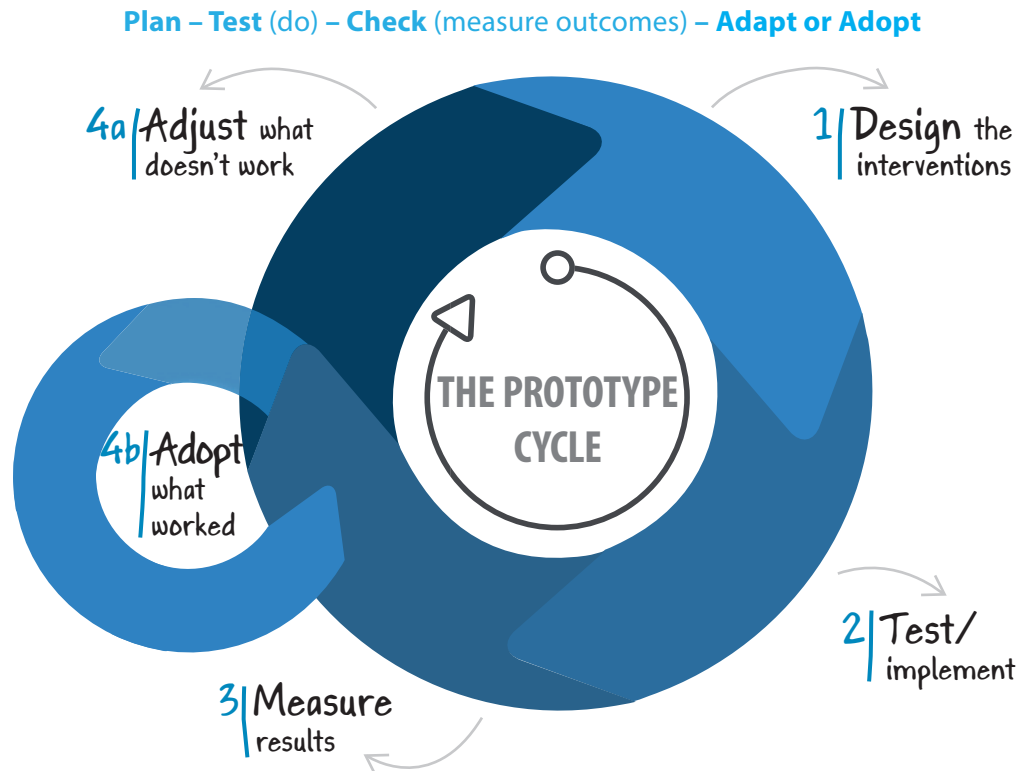 Plan – Test (do) – Check (measure outcomes) – Adapt or Adopt
4a Adjust what
doesn't work
1 Design the
interventions
THE PROTOTYPE
CYCLE
4b Adopt
what
worked
2 Test/
implement
3 Measure
results